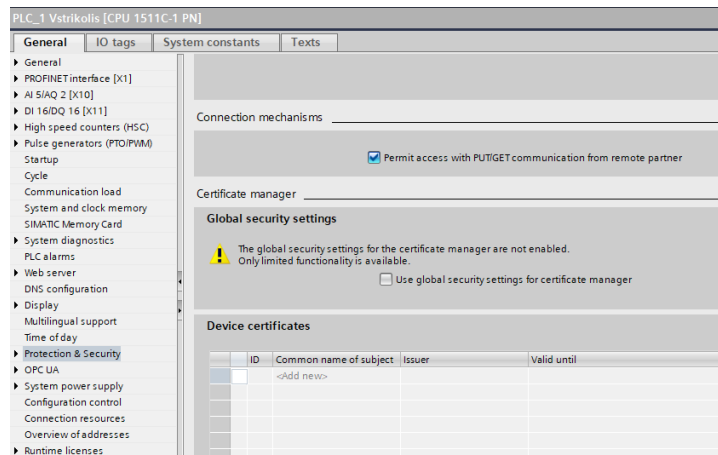 PLC_1 Vstrikolis [CPU 1511C-1 PN]
General IO tags System constants Texts
General
PROFINET interface [X1]
AI 5/AQ 2 [X10]
DI 16/DQ 16 [X11]
High speed counters (HSC)
Pulse generators (PTO/PWM)
Startup
Cycle
Communication load
System and clock memory
SIMATIC Memory Card
System diagnostics
PLC alarms
Web server
DNS configuration
Display
Multilingual support
Time of day
Protection & Security
OPC UA
System power supply
Configuration control
Connection resources
Overview of addresses
Runtime licenses
Connection mechanisms
Permit access with PUT/GET communication from remote partner
Certificate manager
Global security settings
The global security settings for the certificate manager are not enabled.
Only limited functionality is available.
Use global security settings for certificate manager
Device certificates
ID Common name of subject Issuer Valid until
<Add new>